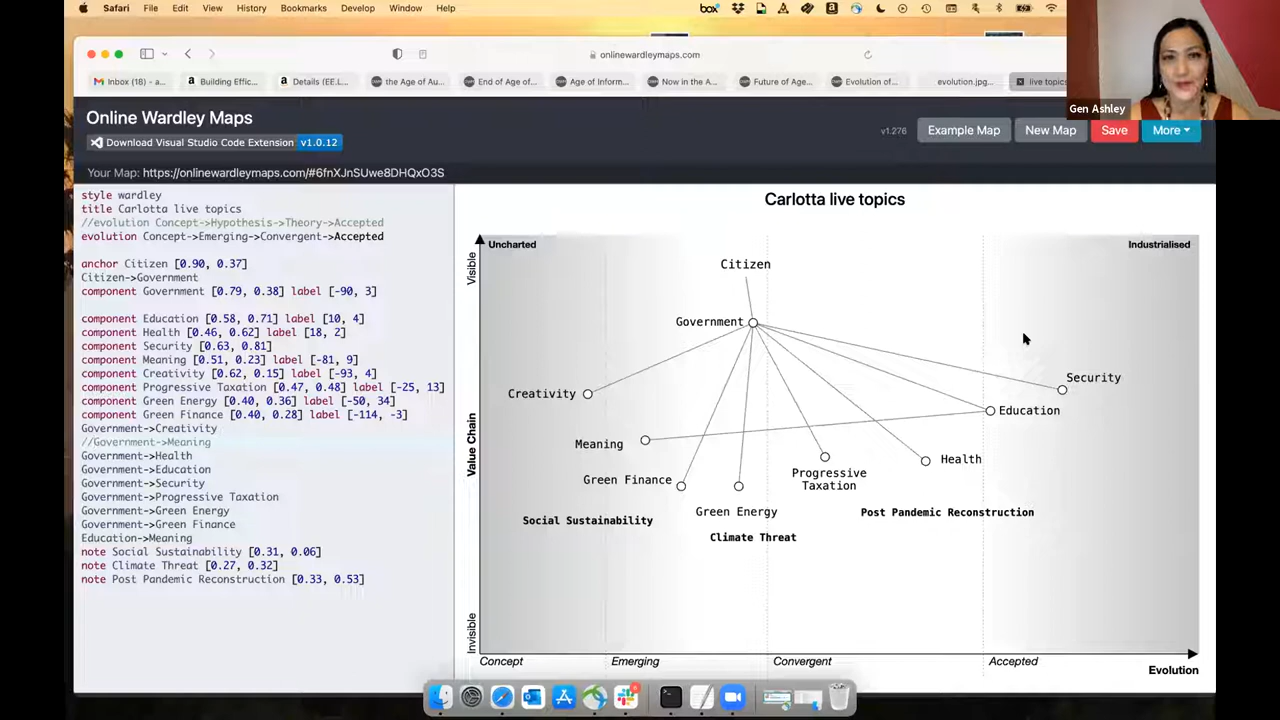 Safari File Edit View History Bookmarks Develop Window Help
box
onlinewardleymaps.com
Inbox (18) - a...
Building Effic...
Details (EE.L...
the Age of Au...
End of Age of...
Age of Inform...
Now in the A...
Future of Age...
Evolution of...
evolution.jpg...
live topics
Gen Ashley
Online Wardley Maps
Download Visual Studio Code Extension v1.0.12
v1.276
Example Map
New Map
Save
More
Your Map: https://onlinewardleymaps.com/#6fnXJnSUwe8DHQxO3S
style wardley
title Carlotta live topics
//evolution Concept->Hypothesis->Theory->Accepted
evolution Concept->Emerging->Convergent->Accepted
anchor Citizen [0.90, 0.37]
Citizen->Government
component Government [0.79, 0.38] label [-90, 3]
component Education [0.58, 0.71] label [10, 4]
component Health [0.46, 0.62] label [18, 2]
component Security [0.63, 0.81]
component Meaning [0.51, 0.23] label [-81, 9]
component Creativity [0.62, 0.15] label [-93, 4]
component Progressive Taxation [0.47, 0.48] label [-25, 13]
component Green Energy [0.40, 0.36] label [-50, 34]
component Green Finance [0.40, 0.28] label [-114, -3]
Government->Creativity
//Government->Meaning
Government->Health
Government->Education
Government->Security
Government->Progressive Taxation
Government->Green Energy
Government->Green Finance
Education->Meaning
note Social Sustainability [0.31, 0.06]
note Climate Threat [0.27, 0.32]
note Post Pandemic Reconstruction [0.33, 0.53]
Carlotta live topics
Uncharted
Industrialised
Visible
Value Chain
Invisible
Citizen
Government
Security
Creativity
Education
Meaning
Health
Green Finance
Progressive
Taxation
Green Energy
Post Pandemic Reconstruction
Social Sustainability
Climate Threat
Concept
Emerging
Convergent
Accepted
Evolution